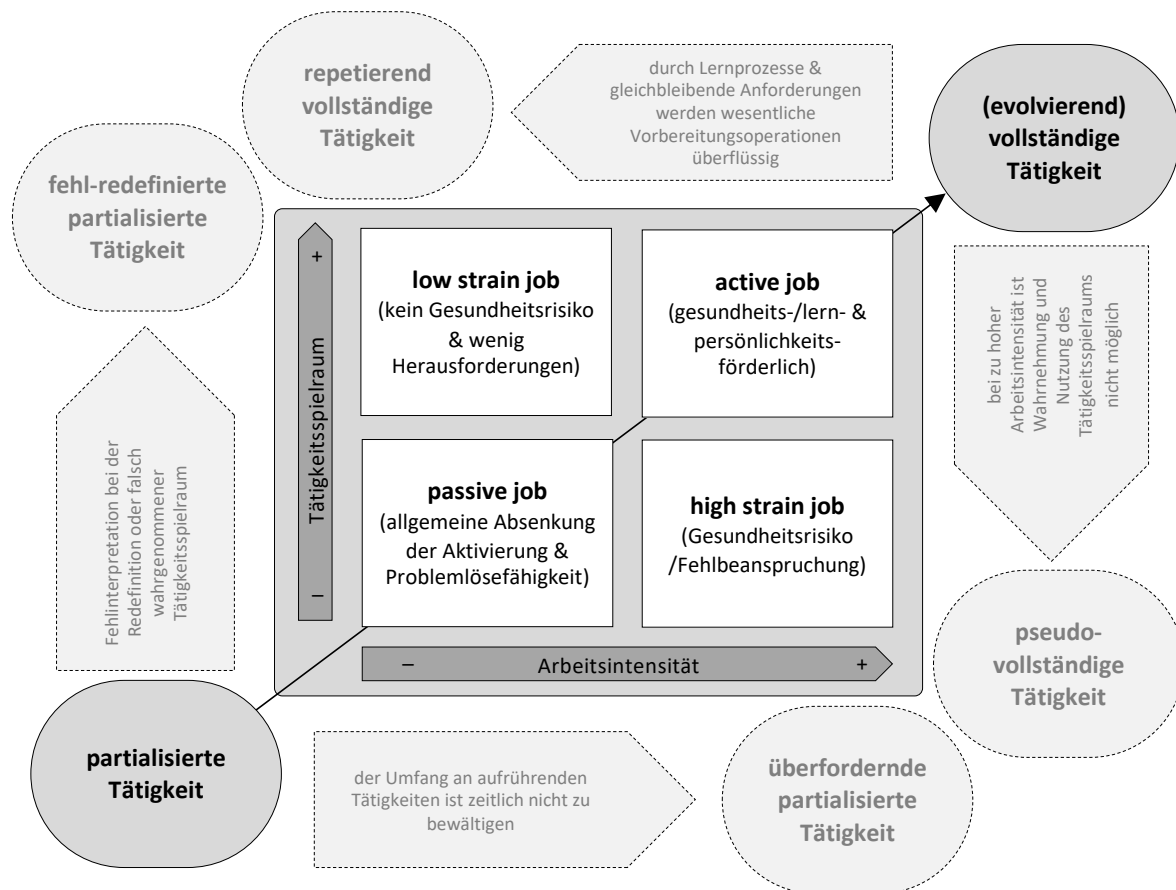 repetierend
vollständige
Tätigkeit
durch Lernprozesse &
gleichbleibende Anforderungen
werden wesentliche
Vorbereitungsoperationen
überflüssig
(evolvierend)
vollständige
Tätigkeit
fehl-redefinierte
partialisierte
Tätigkeit
+
Tätigkeitsspielraum
–
low strain job
(kein Gesundheitsrisiko
& wenig
Herausforderungen)
active job
(gesundheits-/lern- &
persönlichkeits-
förderlich)
bei zu hoher
Arbeitsintensität ist
Wahrnehmung und
Nutzung des
Tätigkeitsspielraums
nicht möglich
Fehlinterpretation bei der
Redefinition oder falsch
wahrgenommener
Tätigkeitsspielraum
passive job
(allgemeine Absenkung
der Aktivierung &
Problemlösefähigkeit)
high strain job
(Gesundheitsrisiko
/Fehlbeanspruchung)
– Arbeitsintensität +
pseudo-
vollständige
Tätigkeit
partialisierte
Tätigkeit
der Umfang an aufrührenden
Tätigkeiten ist zeitlich nicht zu
bewältigen
überfordernde
partialisierte
Tätigkeit